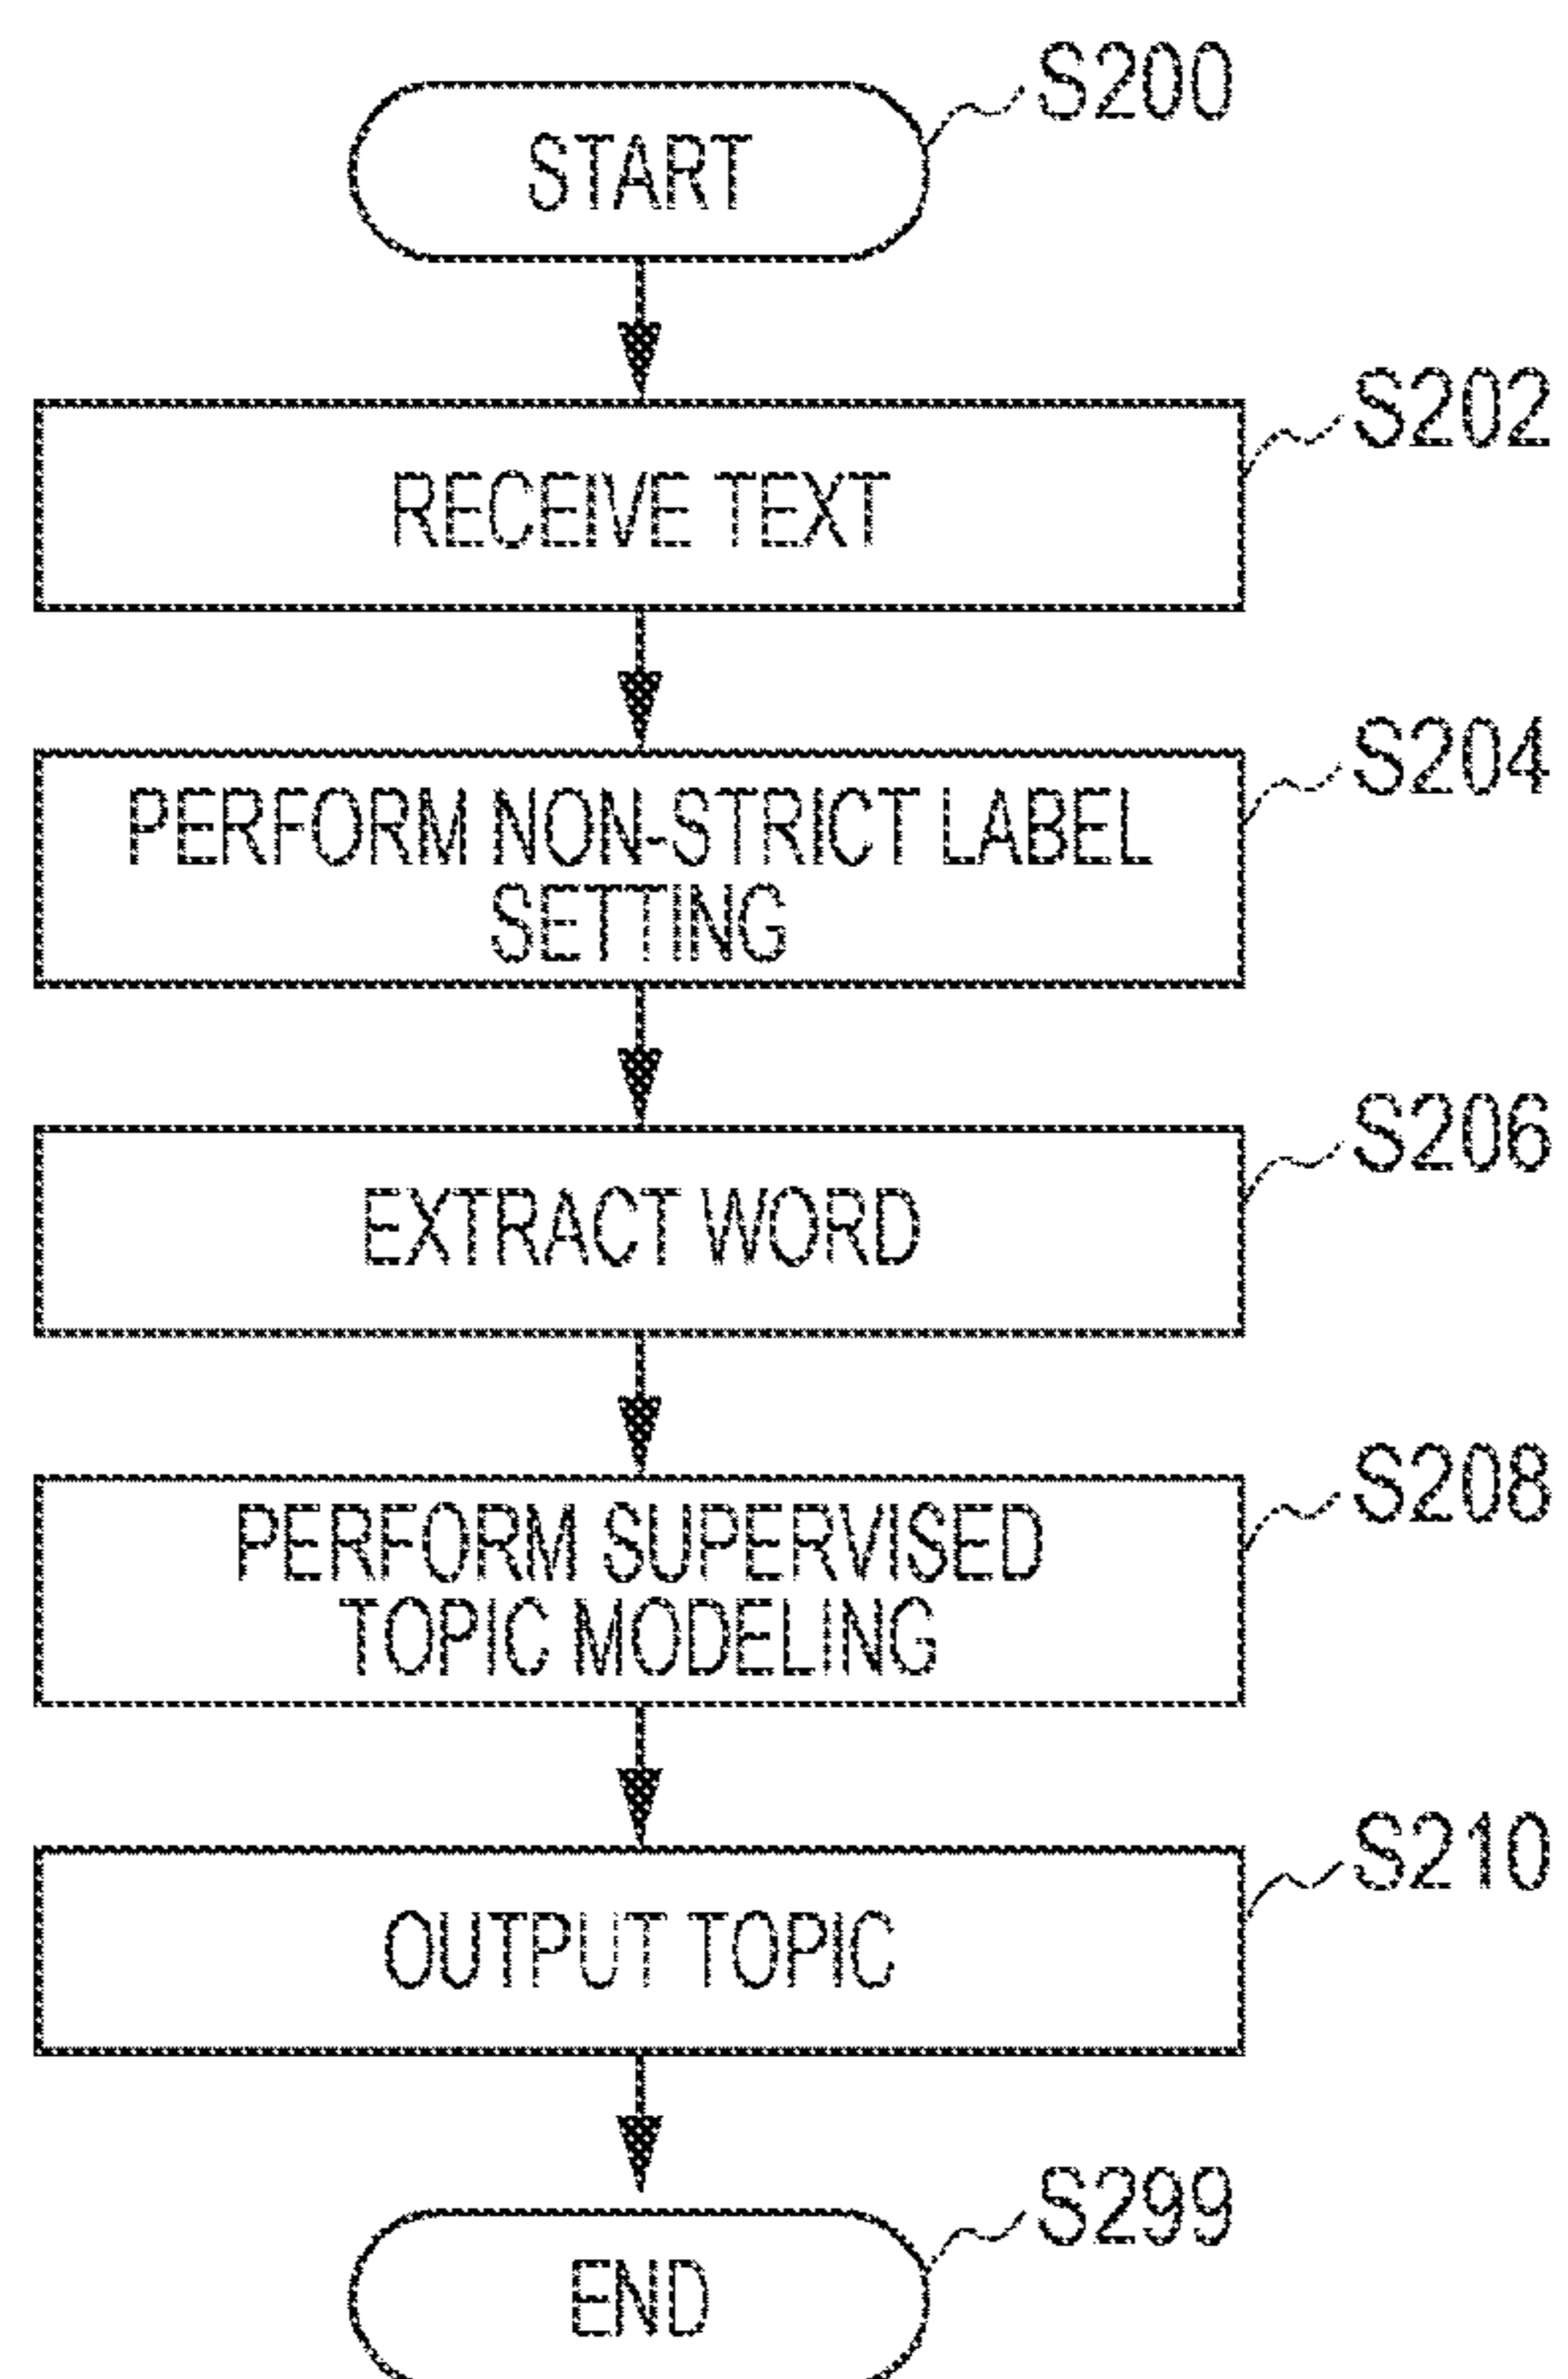 S200
START
S202
RECEIVE TEXT
S204
PERFORM NON-STRICT LABEL
SETTING
S206
EXTRACT WORD
S208
PERFORM SUPERVISED
TOPIC MODELING
S210
OUTPUT TOPIC
S299
END